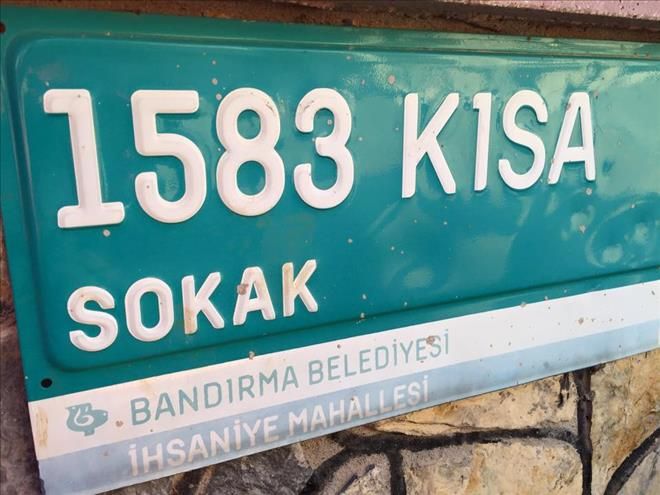 1583 KISA
SOKAK
BANDIRMA BELEDİYESİ
İHSANİYE MAHALLESİ